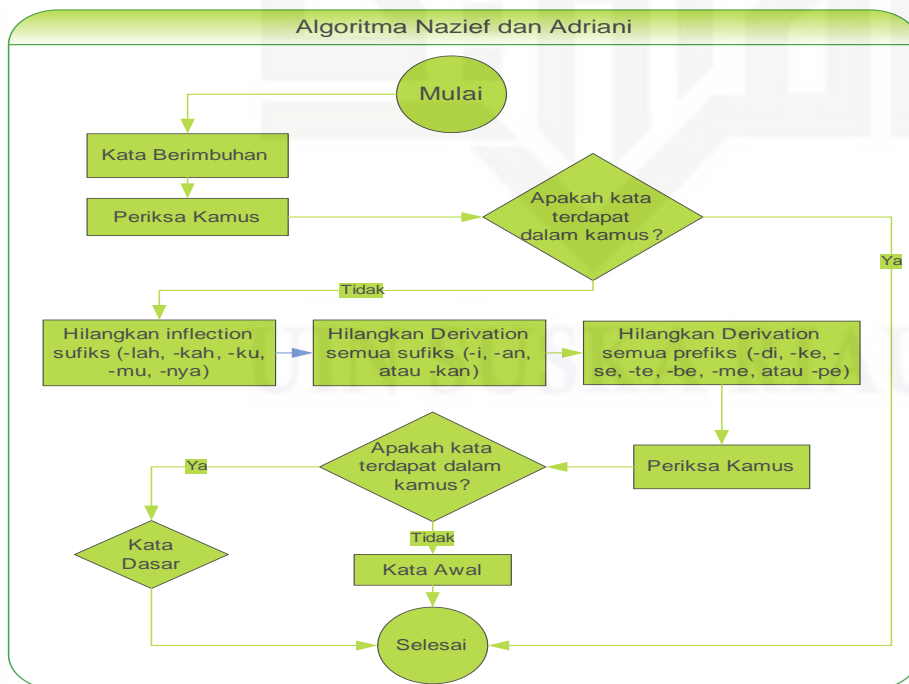 Algoritma Nazief dan Adriani
Mulai
Kata Berimbuhan
Periksa Kamus
Apakah kata
terdapat
dalam kamus?
Ya
Tidak
Hilangkan inflection
sufiks (-lah, -kah, -ku,
-mu, -nya)
Hilangkan Derivation
semua sufiks (-i, -an,
atau -kan)
Hilangkan Derivation
semua prefiks (-di, -ke, -
se, -te, -be, -me, atau -pe)
Periksa Kamus
Apakah kata
terdapat dalam
kamus?
Ya
Kata
Dasar
Tidak
Kata Awal
Selesai
UIN SUSKA RIAU